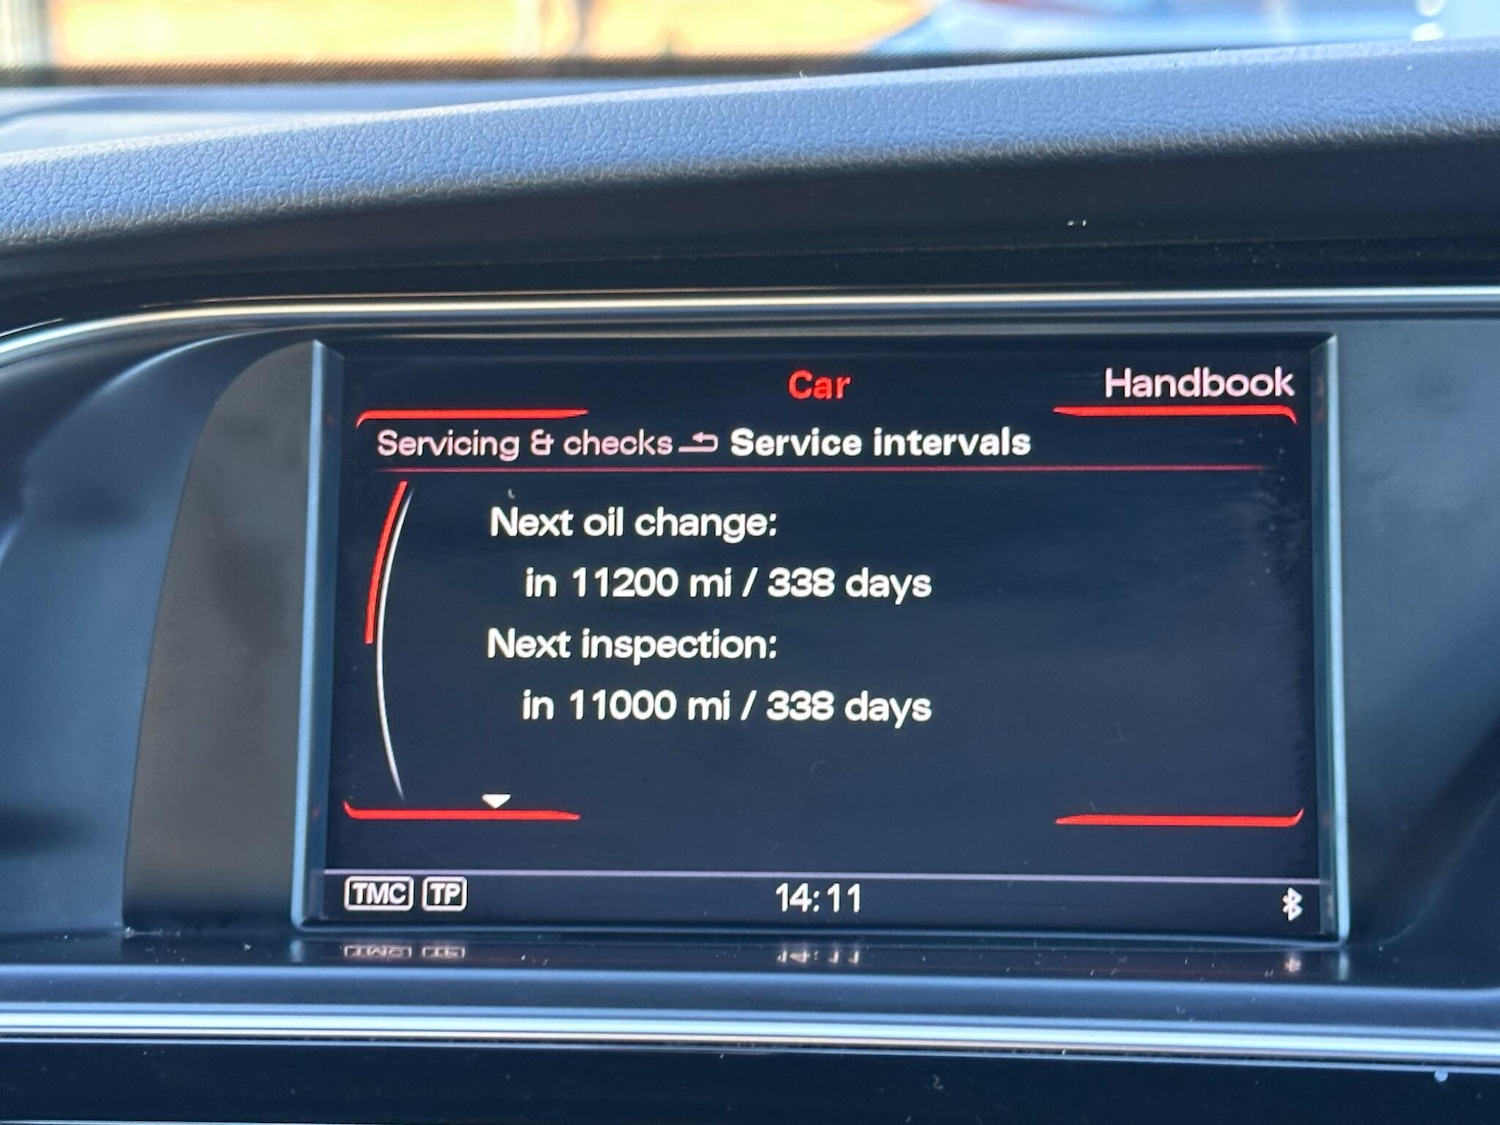 Car
Handbook
Servicing & checks Service intervals
Next oil change:
in 11200 mi / 338 days
Next inspection:
in 11000 mi / 338 days
TMC TP 14:11